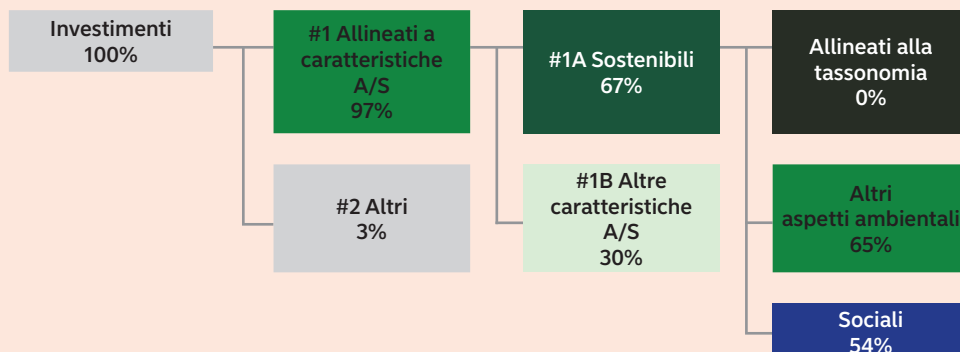 Investimenti
100%
#1 Allineati a
caratteristiche
A/S
97%
#1A Sostenibili
67%
Allineati alla
tassonomia
0%
#2 Altri
3%
#1B Altre
caratteristiche
A/S
30%
Altri
aspetti ambientali
65%
Sociali
54%